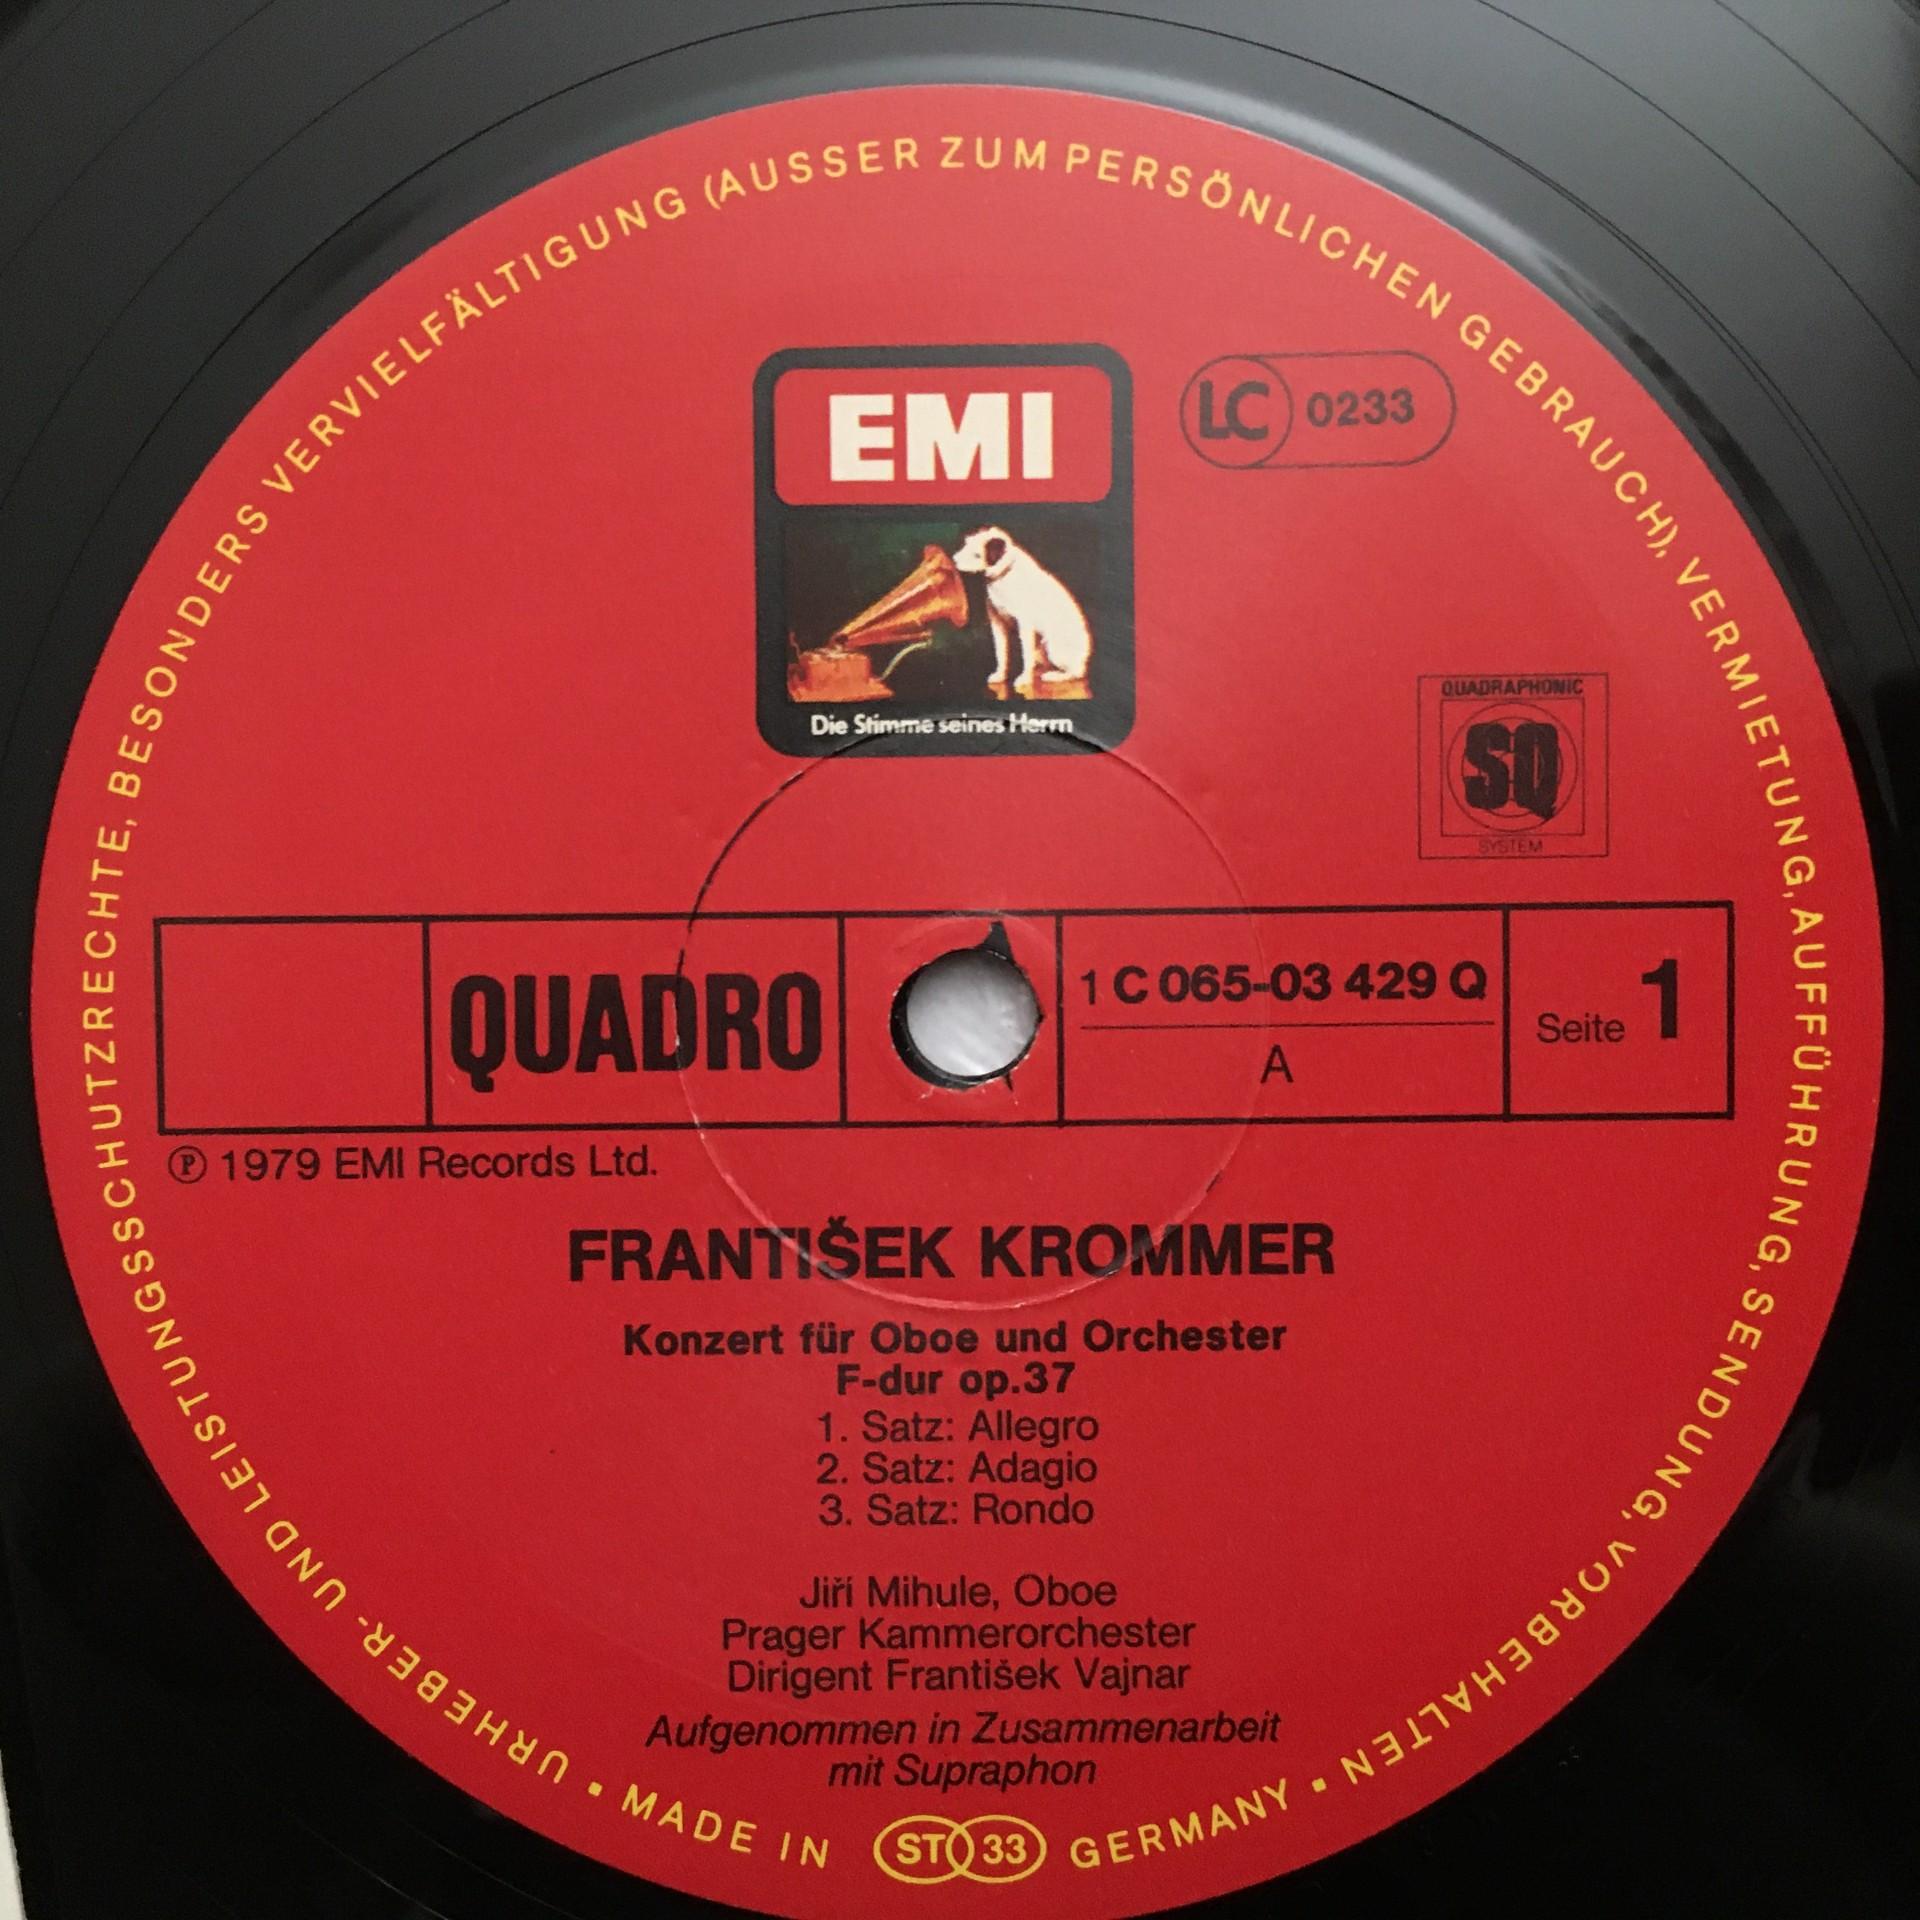 URHEBER- UND LEISTUNGSSCHUTZRECHTE, BESONDERS VERVIELFÄLTIGUNG (AUSSER ZUM PERSÖNLICHEN GEBRAUCH), VERMIETUNG, AUFFÜHRUNG, SENDUNG, VORBEHALTEN •
EMI
LC 0233
Die Stimme seines Herrn
QUADRAPHONIC
SQ
SYSTEM
QUADRO
1 C 065-03 429 Q
A
Seite 1
℗ 1979 EMI Records Ltd.
FRANTIŠEK KROMMER
Konzert für Oboe und Orchester
F-dur op.37
1. Satz: Allegro
2. Satz: Adagio
3. Satz: Rondo
Jiří Mihule, Oboe
Prager Kammerorchester
Dirigent František Vajnar
Aufgenommen in Zusammenarbeit
mit Supraphon
• MADE IN ST 33 GERMANY